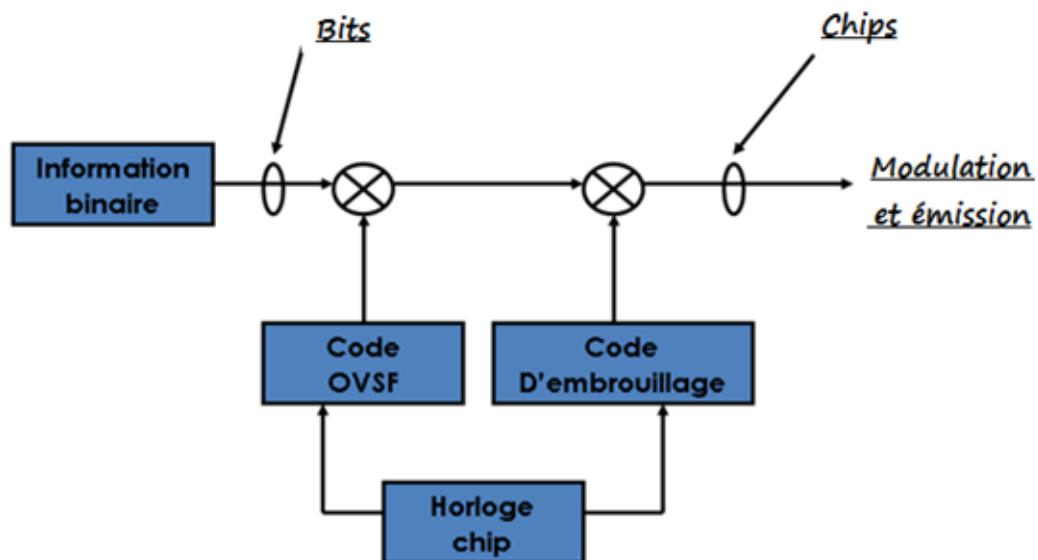 Bits
Chips
Information
binaire
Modulation
et émission
Code
OVSF
Code
D'embrouillage
Horloge
chip